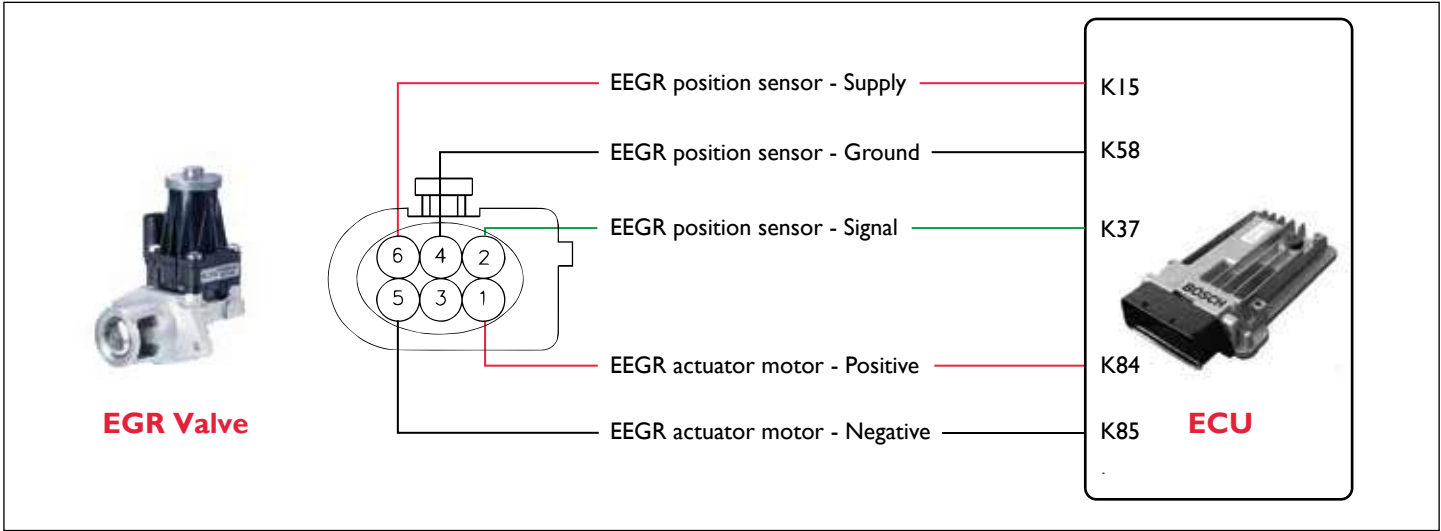 EEGR position sensor - Supply
K15
EEGR position sensor - Ground
K58
EEGR position sensor - Signal
K37
6 4 2
5 3 1
BOSCH
EEGR actuator motor - Positive
K84
EGR Valve
ECU
EEGR actuator motor - Negative
K85